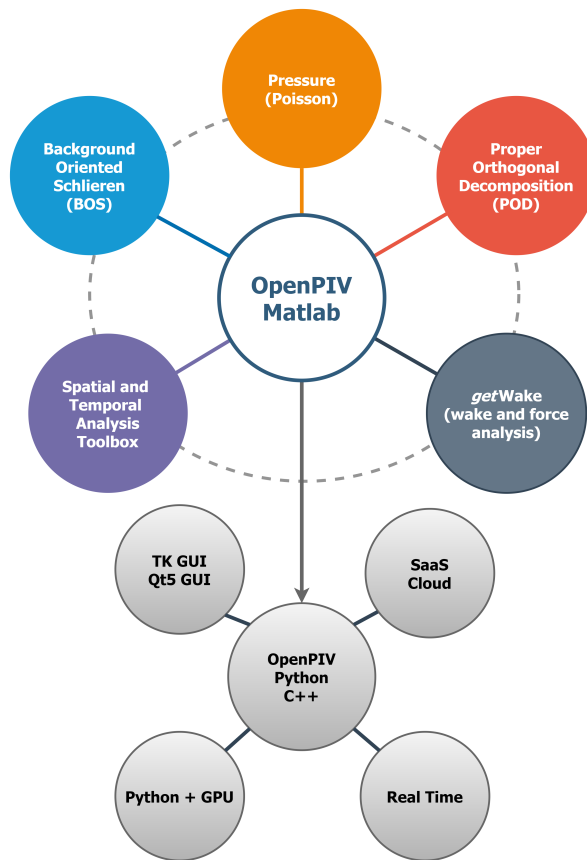 Pressure
(Poisson)
Background
Oriented
Schlieren
(BOS)
Proper
Orthogonal
Decomposition
(POD)
OpenPIV
Matlab
Spatial and
Temporal
Analysis
Toolbox
getWake
(wake and force
analysis)
TK GUI
Qt5 GUI
SaaS
Cloud
OpenPIV
Python
C++
Python + GPU
Real Time